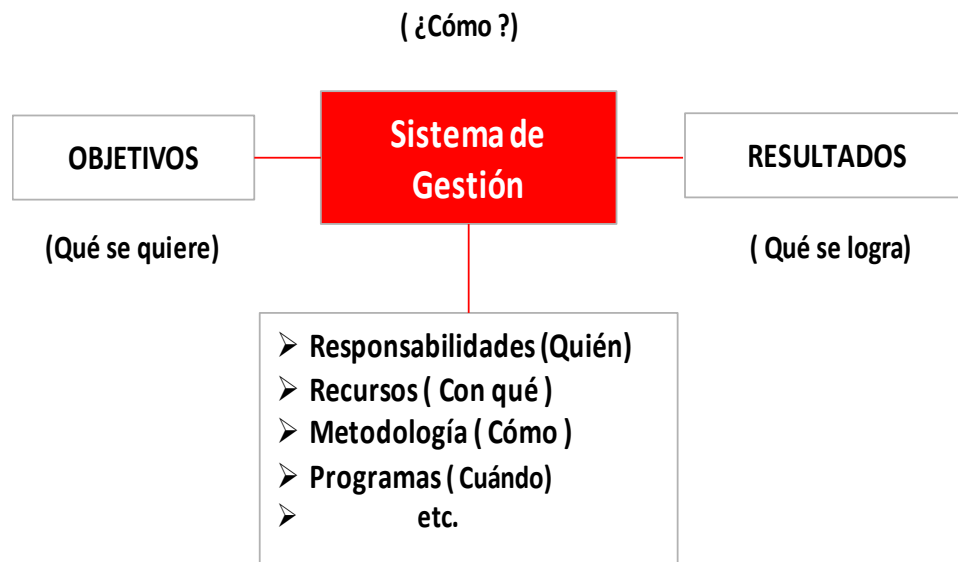 ( ¿Cómo ?)
OBJETIVOS
Sistema de
Gestión
RESULTADOS
(Qué se quiere)
( Qué se logra)
➢ Responsabilidades (Quién)
➢ Recursos ( Con qué )
➢ Metodología ( Cómo )
➢ Programas ( Cuándo)
➢ etc.